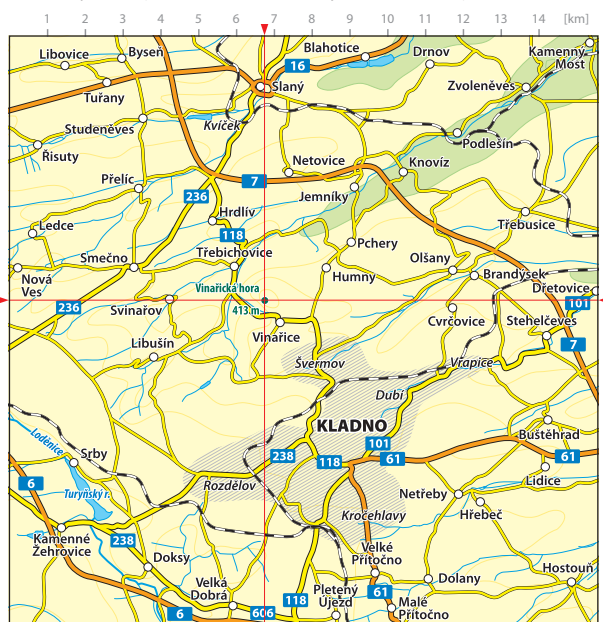 1 2 3 4 5 6 7 8 9 10 11 12 13 14 [km]
Libovice
Byseň
Blahotice
Drnov
Kamenny
Most
16
Tuřany
Slaný
Zvoleněves
Studeněves
Kvíček
Podlešín
Řisuty
Netovice
Knovíz
Přelíc
7
Jemníky
236
Hrdlív
Ledce
118
Třebusice
Pchery
Smečno
Třebichovice
Olšany
Nová
Ves
Humny
Brandýsek
Vinařická hora
Dřetovice
236
Svinařov
413 m
101
Cvrčovice
Stehelčeves
Vinařice
Libušín
7
Švermov
Vřapice
Dubí
KLADNO
Buštěhrad
Loděnice
101
Srby
238
118
61
61
Lidice
6
Rozdělov
Turyňský r.
Netřeby
Hřebeč
Kročehlavy
Kamenné
Žehrovice
238
Velké
Přítočno
Doksy
Hostouň
Velká
Dobrá
Pletený
Újezd
Dolany
61
118
Malé
Přítočno
6
606